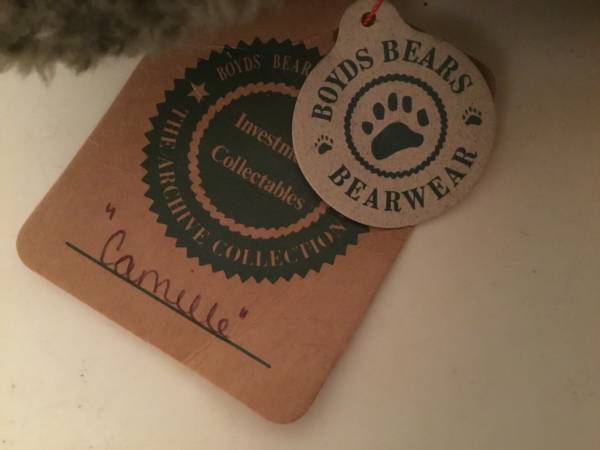 BOYDS BEAR
Investm
Collectables
THE ARCHIVE COLLECTION
"Camille"
BOYDS BEARS
BEARWEAR